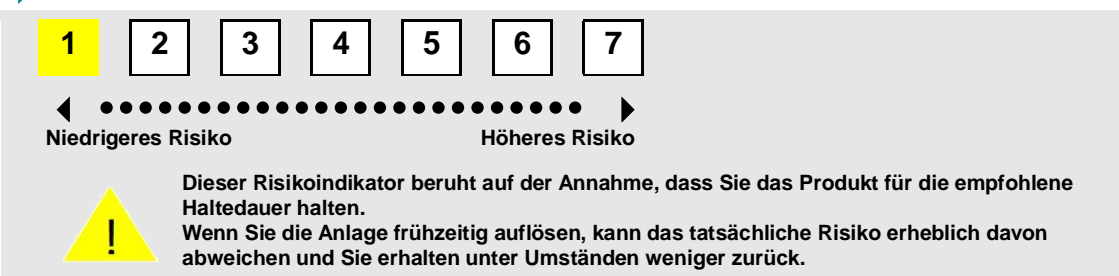 1 2 3 4 5 6 7
Niedrigeres Risiko Höheres Risiko
Dieser Risikoindikator beruht auf der Annahme, dass Sie das Produkt für die empfohlene
Haltedauer halten.
Wenn Sie die Anlage frühzeitig auflösen, kann das tatsächliche Risiko erheblich davon
abweichen und Sie erhalten unter Umständen weniger zurück.
!